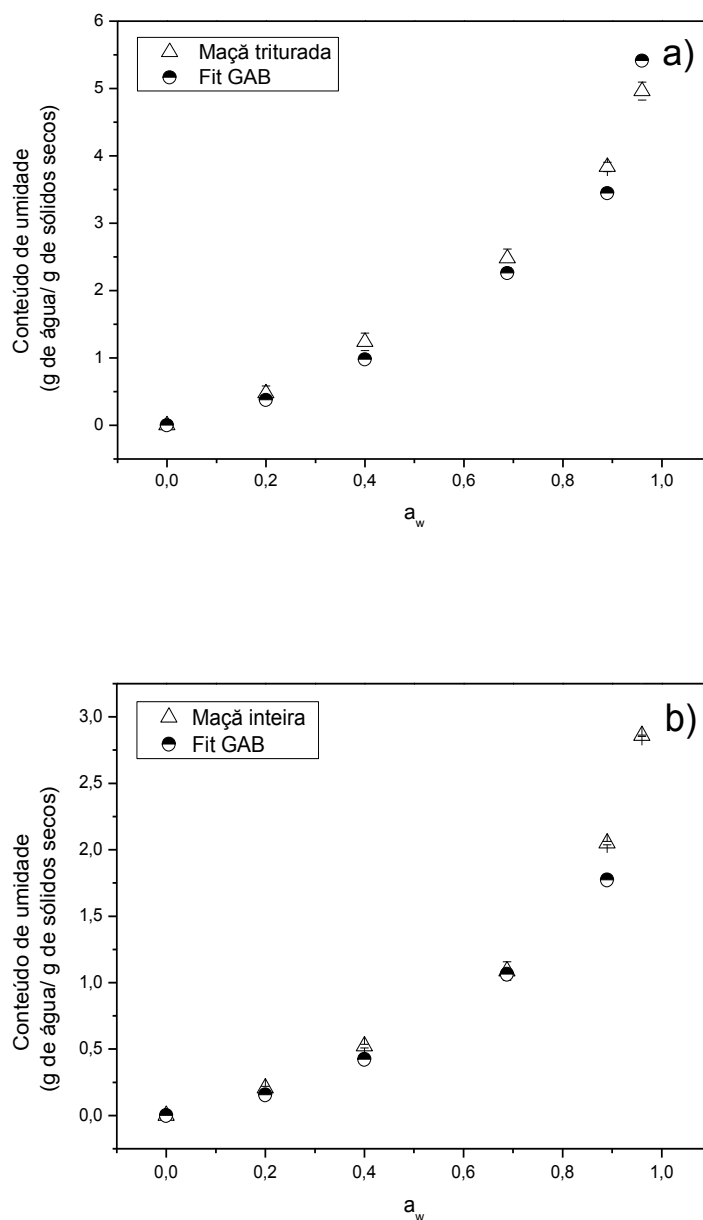 a)
Maçã triturada
Fit GAB
Conteúdo de umidade
(g de água/ g de sólidos secos)
6
5
4
3
2
1
0
0,0 0,2 0,4 0,6 0,8 1,0
a_w
b)
Maçã inteira
Fit GAB
Conteúdo de umidade
(g de água/ g de sólidos secos)
3,0
2,5
2,0
1,5
1,0
0,5
0,0
0,0 0,2 0,4 0,6 0,8 1,0
a_w